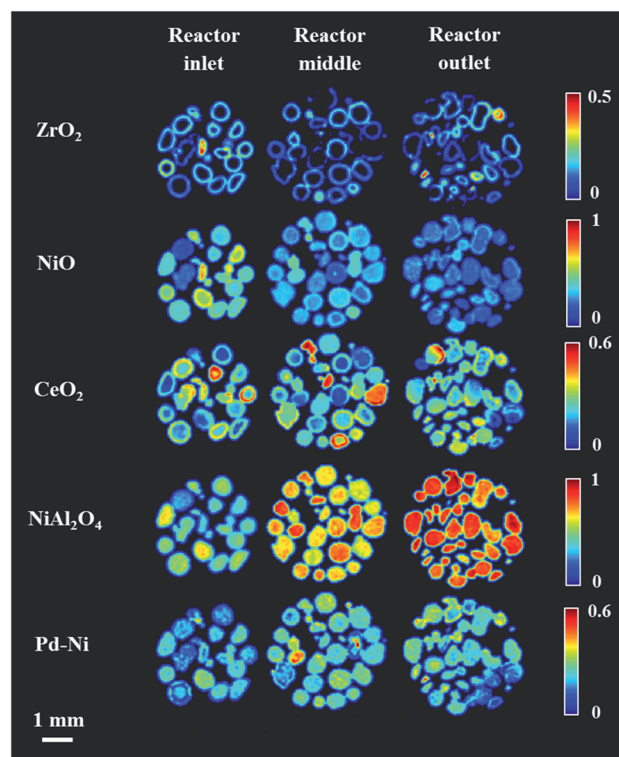 Reactor inlet
Reactor middle
Reactor outlet
ZrO₂
0.5
0
NiO
1
0
CeO₂
0.6
0
NiAl₂O₄
1
0
Pd-Ni
0.6
0
1 mm